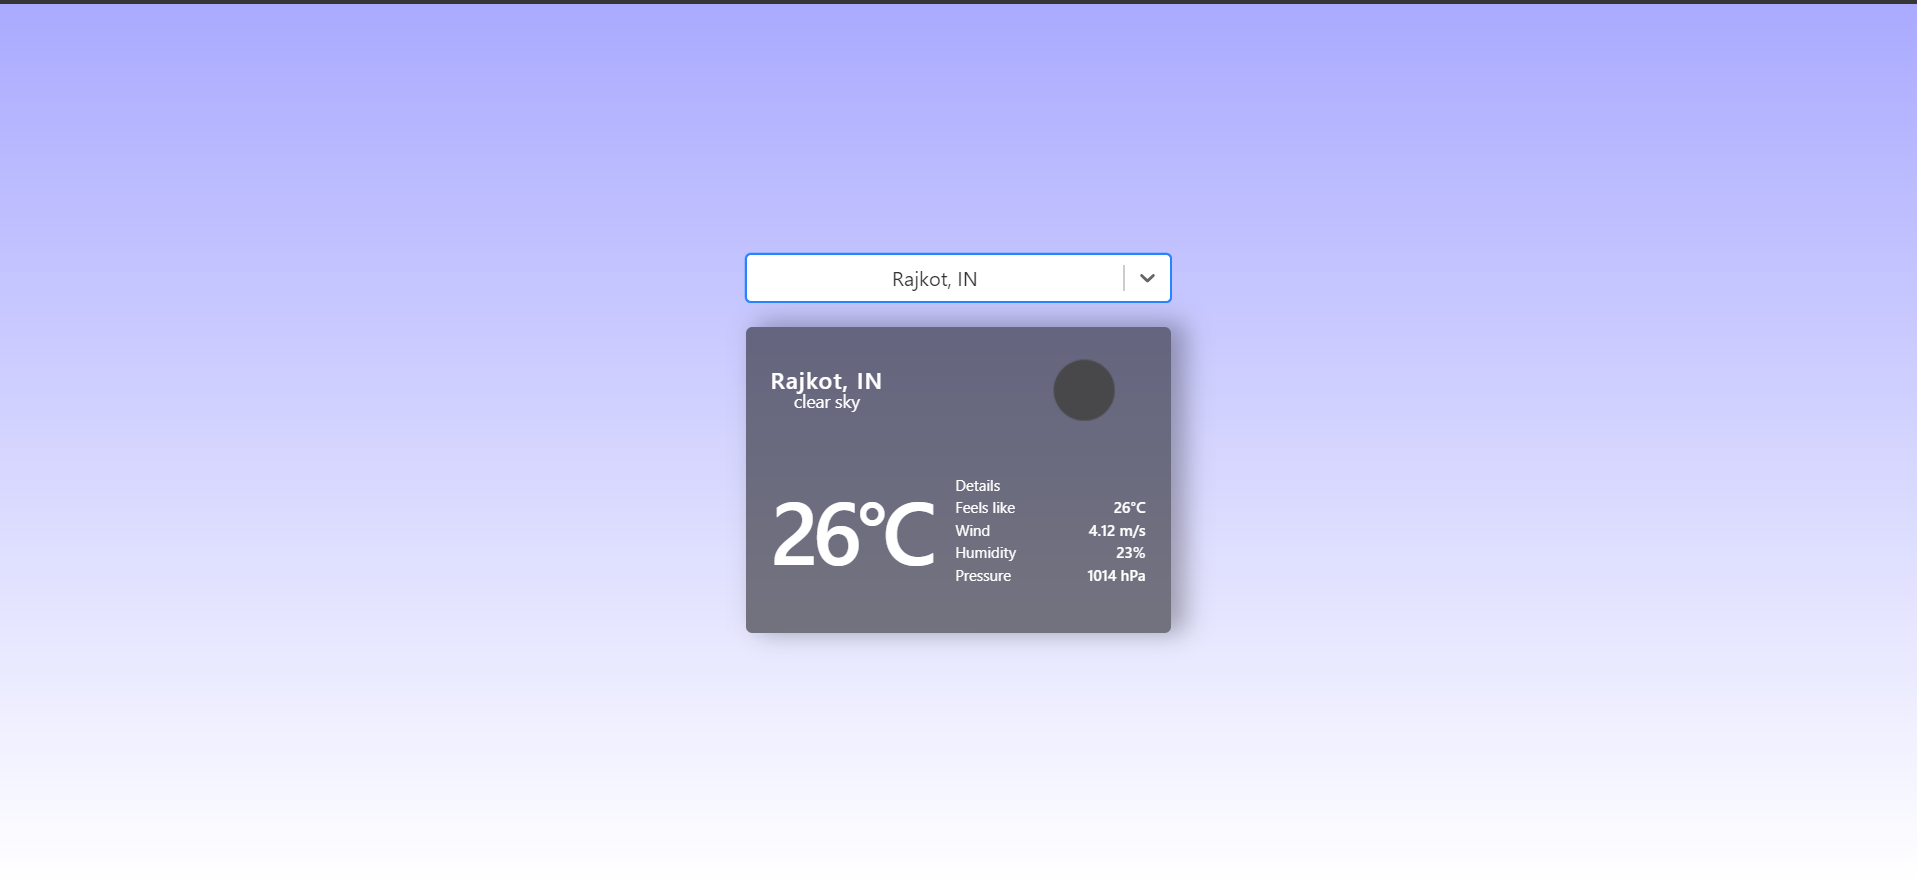 Rajkot, IN
Rajkot, IN
clear sky
26°C
Details
Feels like 26°C
Wind 4.12 m/s
Humidity 23%
Pressure 1014 hPa